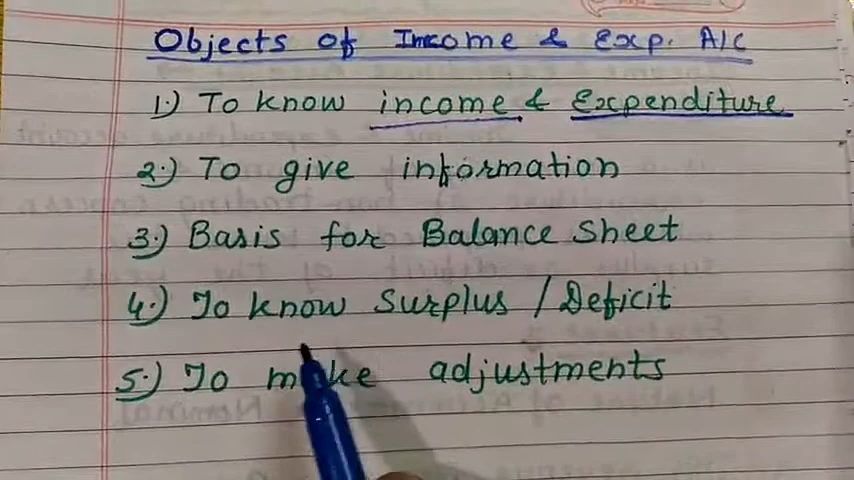 Objects of Income & Exp. A/C
1.) To know income & Expenditure
2.) To give information
3.) Basis for Balance Sheet
4.) To know Surplus / Deficit
5.) To make adjustments